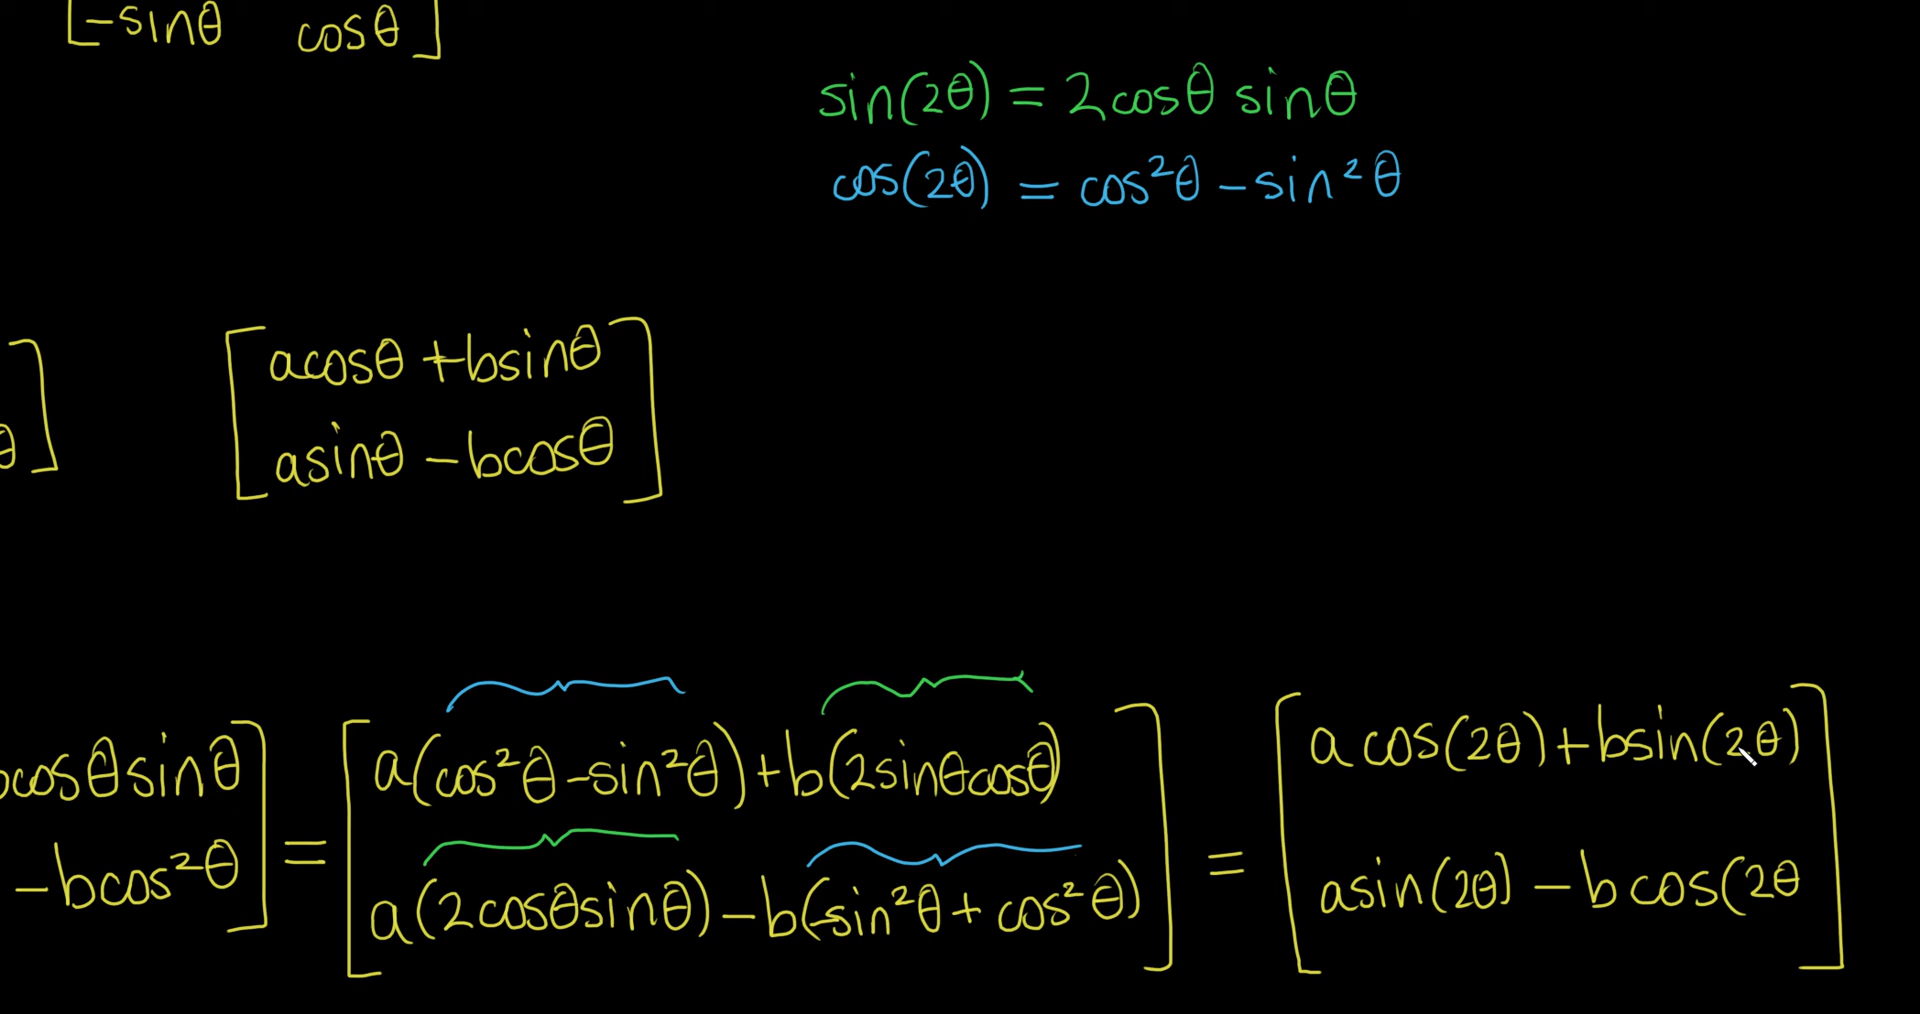 -sinθ cosθ
sin(2θ) = 2cosθ sinθ
cos(2θ) = cos²θ - sin²θ
acosθ + bsinθ
θ asinθ - bcosθ
cosθsinθ a(cos²θ - sin²θ) + b(2sinθcosθ) a cos(2θ) + bsin(2θ)
= =
- bcos²θ a(2cosθsinθ) - b(-sin²θ + cos²θ) asin(2θ) - b cos(2θ